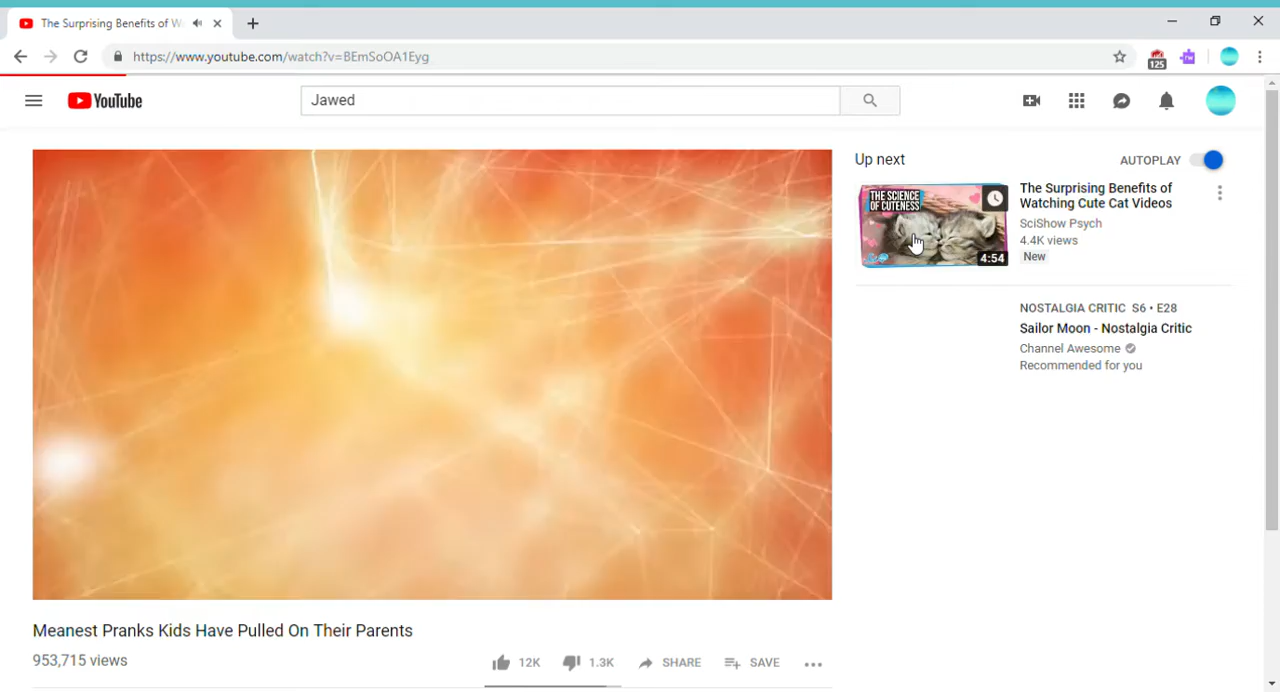 The Surprising Benefits of W
https://www.youtube.com/watch?v=BEmSoOA1Eyg
125
YouTube
Jawed
Up next
AUTOPLAY
THE SCIENCE
OF CUTENESS
4:54
The Surprising Benefits of
Watching Cute Cat Videos
SciShow Psych
4.4K views
New
NOSTALGIA CRITIC S6 • E28
Sailor Moon - Nostalgia Critic
Channel Awesome
Recommended for you
Meanest Pranks Kids Have Pulled On Their Parents
953,715 views
12K
1.3K
SHARE
SAVE